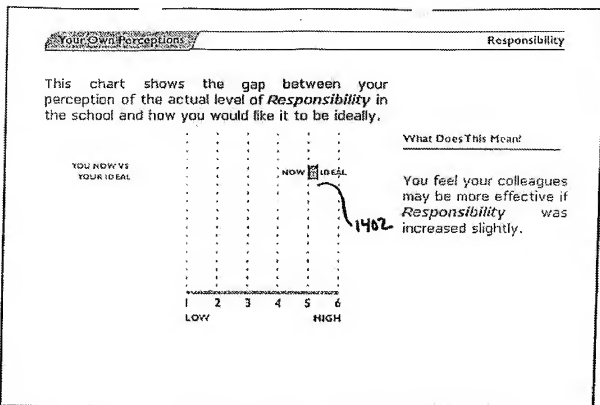 Your Own Perceptions
Responsibility
This chart shows the gap between your
perception of the actual level of Responsibility in
the school and how you would like it to be ideally.
What Does This Mean?
YOU NOW VS
YOUR IDEAL
NOW IDEAL
You feel your colleagues
may be more effective if
Responsibility was
increased slightly.
1402
1 2 3 4 5 6
LOW HIGH